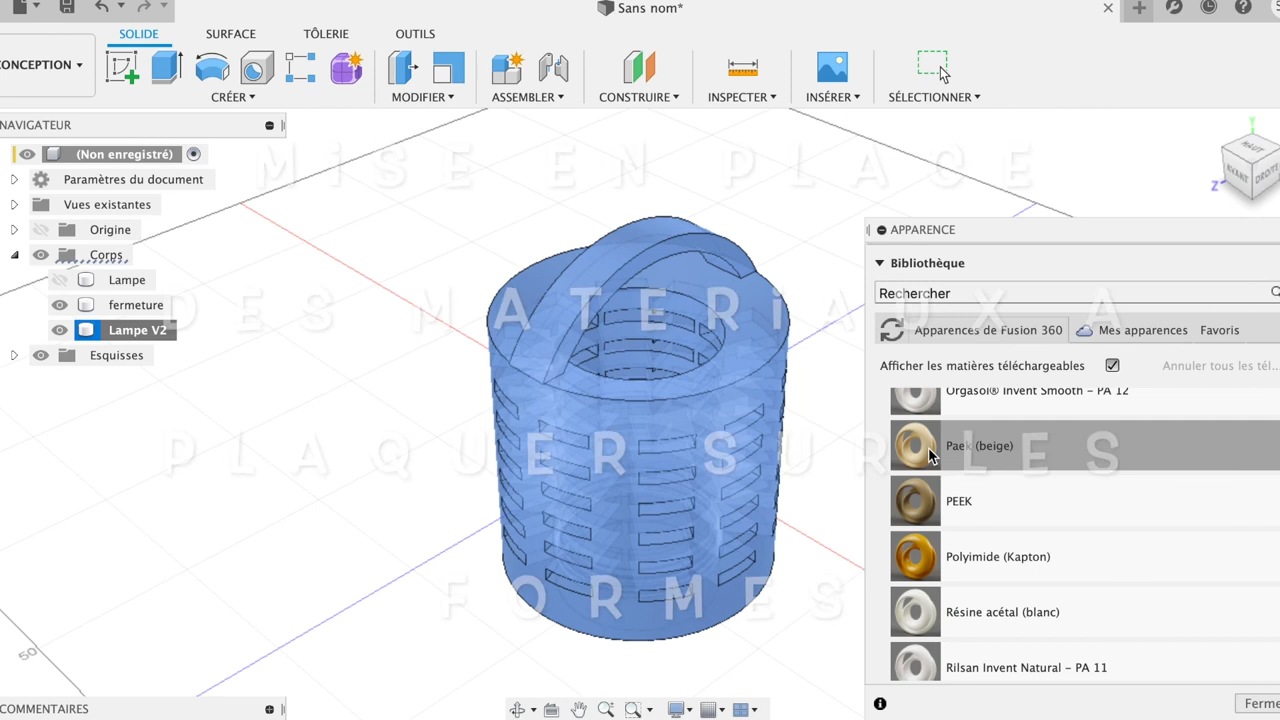 Sans nom*
SOLIDE SURFACE TÔLERIE OUTILS
CONCEPTION
CRÉER MODIFIER ASSEMBLER CONSTRUIRE INSPECTER INSÉRER SÉLECTIONNER
NAVIGATEUR
(Non enregistré)
Paramètres du document
Vues existantes
Origine
Corps
Lampe
fermeture
Lampe V2
Esquisses
MiSE EN PLACE
DES MATERiAUX A
PLAQUER SUR LES
FORMES
HAUT
AVANT
DROITE
Y
Z
APPARENCE
Bibliothèque
Rechercher
Apparences de Fusion 360 Mes apparences Favoris
Afficher les matières téléchargeables Annuler tous les tél...
Orgasol® Invent Smooth – PA 12
Paek (beige)
PEEK
Polyimide (Kapton)
Résine acétal (blanc)
Rilsan Invent Natural – PA 11
50
COMMENTAIRES
Ferme